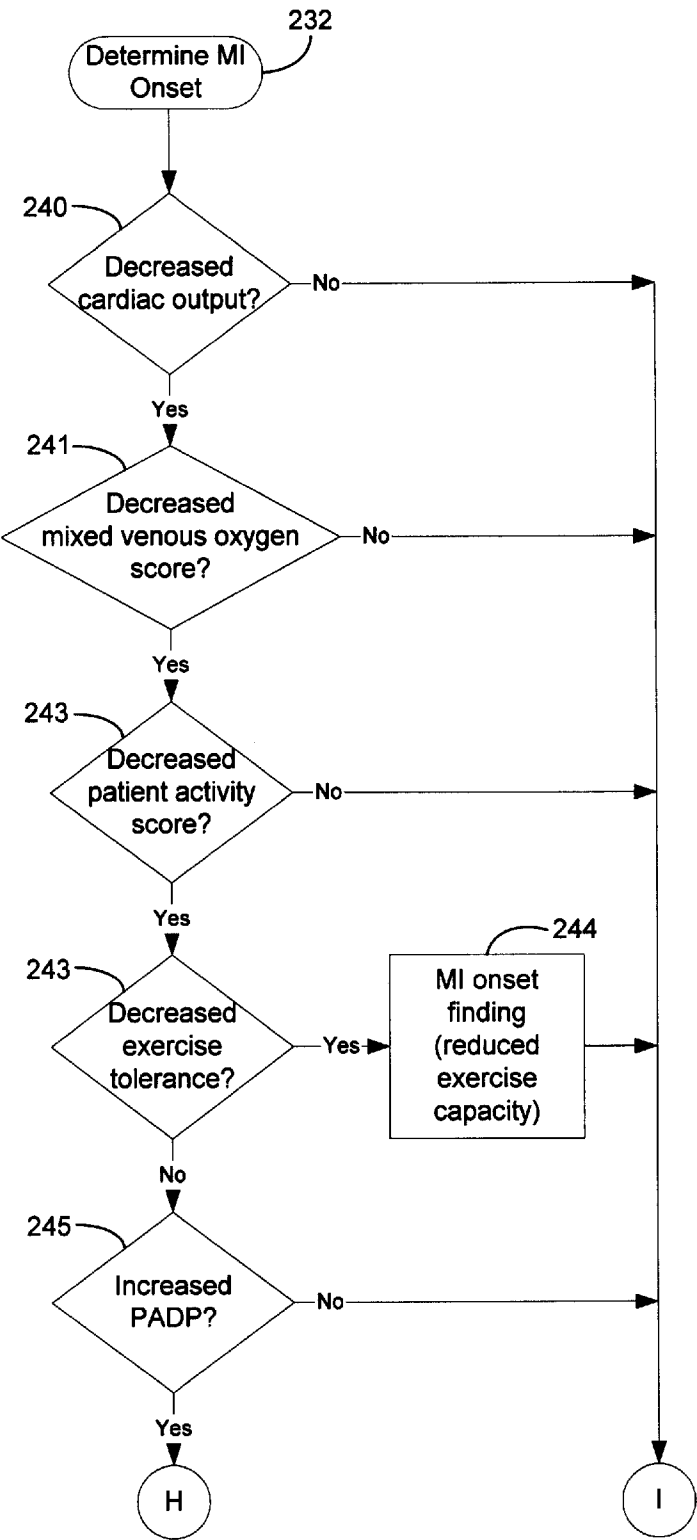 232
Determine MI
Onset
240
Decreased
cardiac output?
No
Yes
241
Decreased
mixed venous oxygen
score?
No
Yes
243
Decreased
patient activity
score?
No
Yes
243
Decreased
exercise
tolerance?
Yes
244
MI onset
finding
(reduced
exercise
capacity)
No
245
Increased
PADP?
No
Yes
H
I